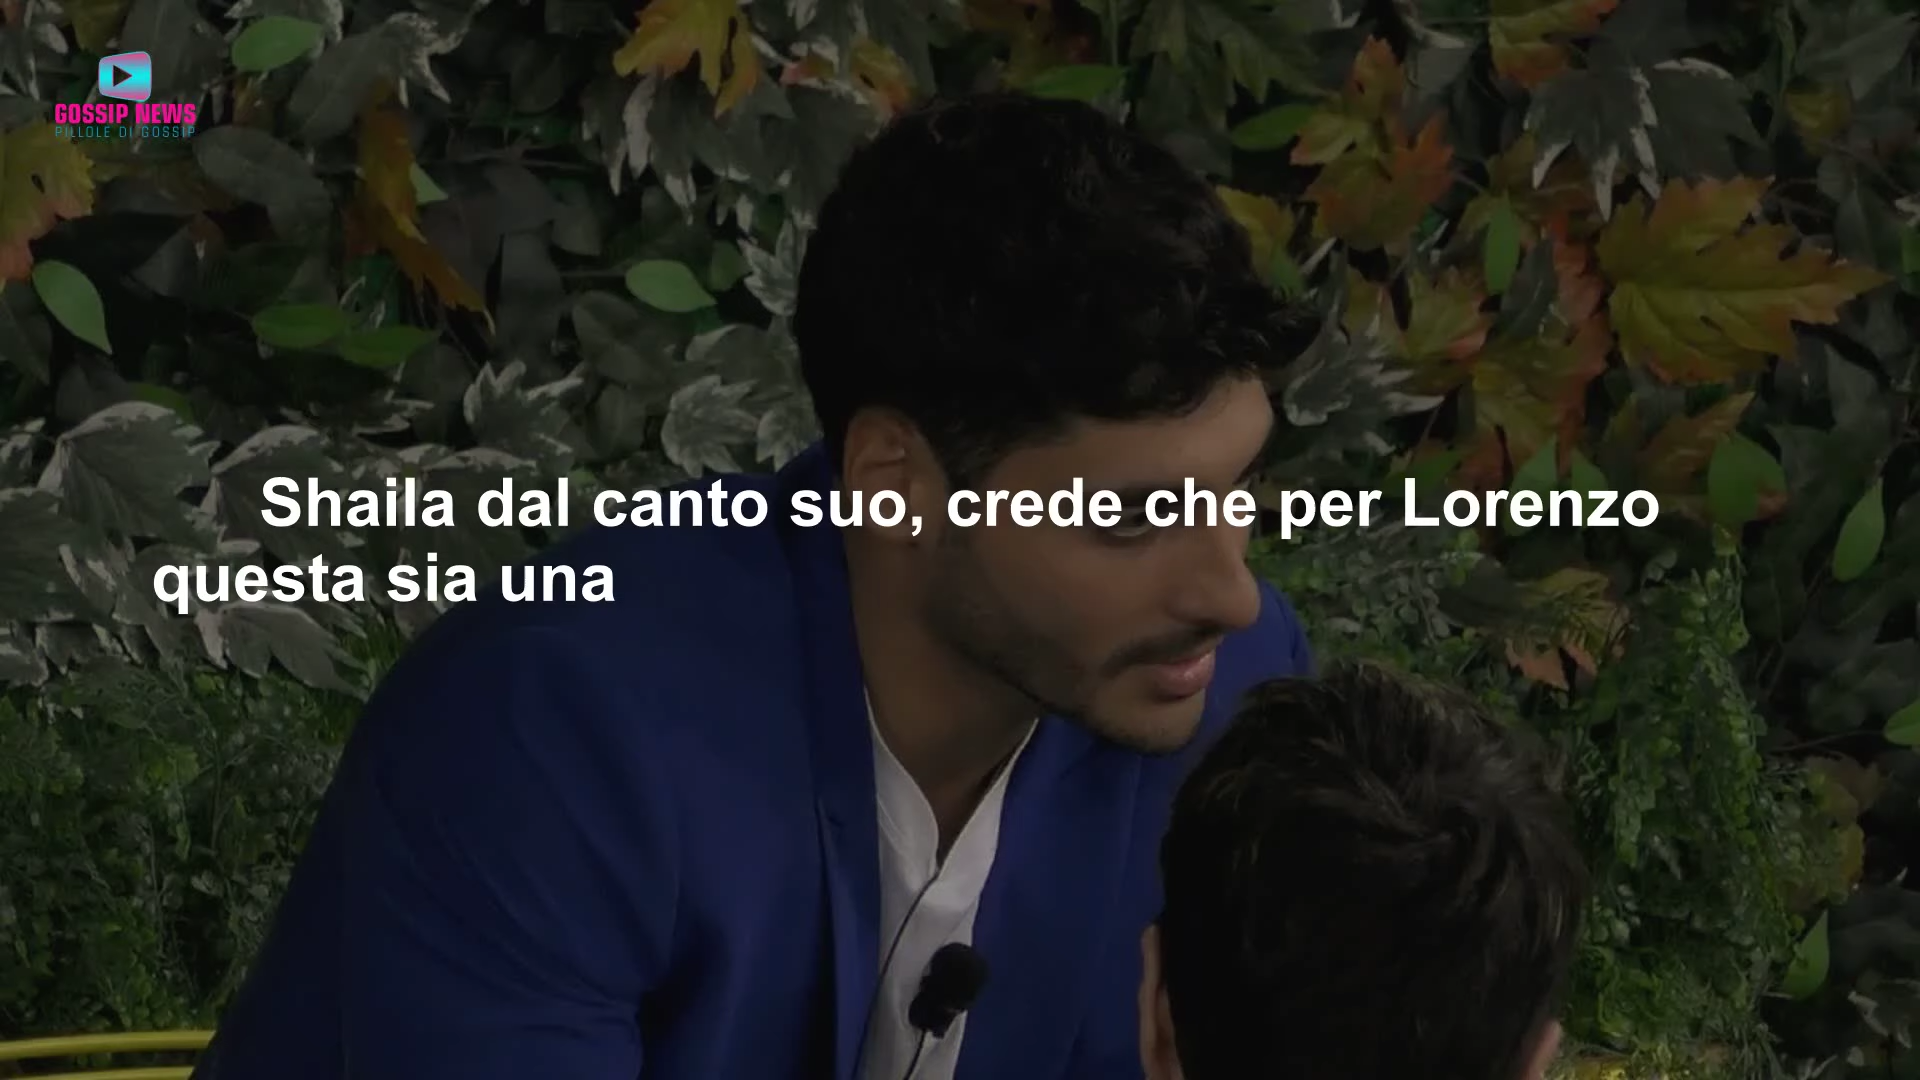 GOSSIP NEWS
PILLOLE DI GOSSIP
Shaila dal canto suo, crede che per Lorenzo
questa sia una